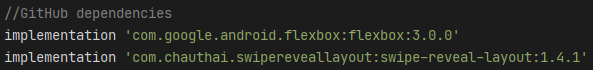 //GitHub dependencies
implementation 'com.google.android.flexbox:flexbox:3.0.0'
implementation 'com.chauthai.swipereveallayout:swipe-reveal-layout:1.4.1'